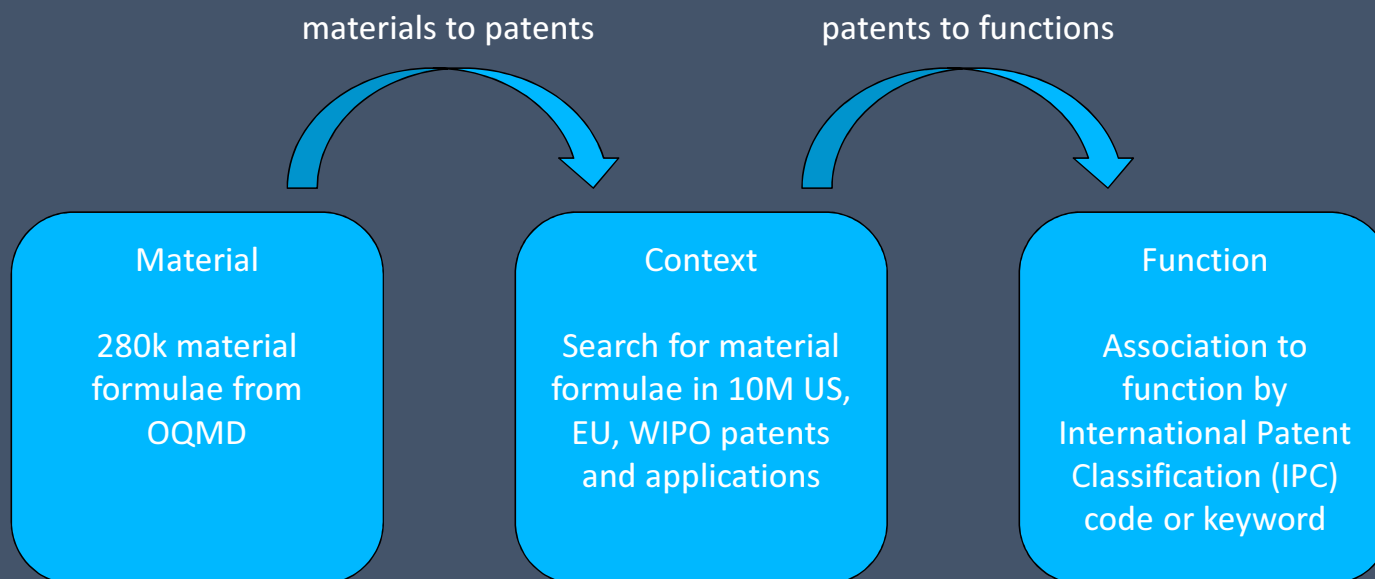 materials to patents
patents to functions
Material
280k material
formulae from
OQMD
Context
Search for material
formulae in 10M US,
EU, WIPO patents
and applications
Function
Association to
function by
International Patent
Classification (IPC)
code or keyword